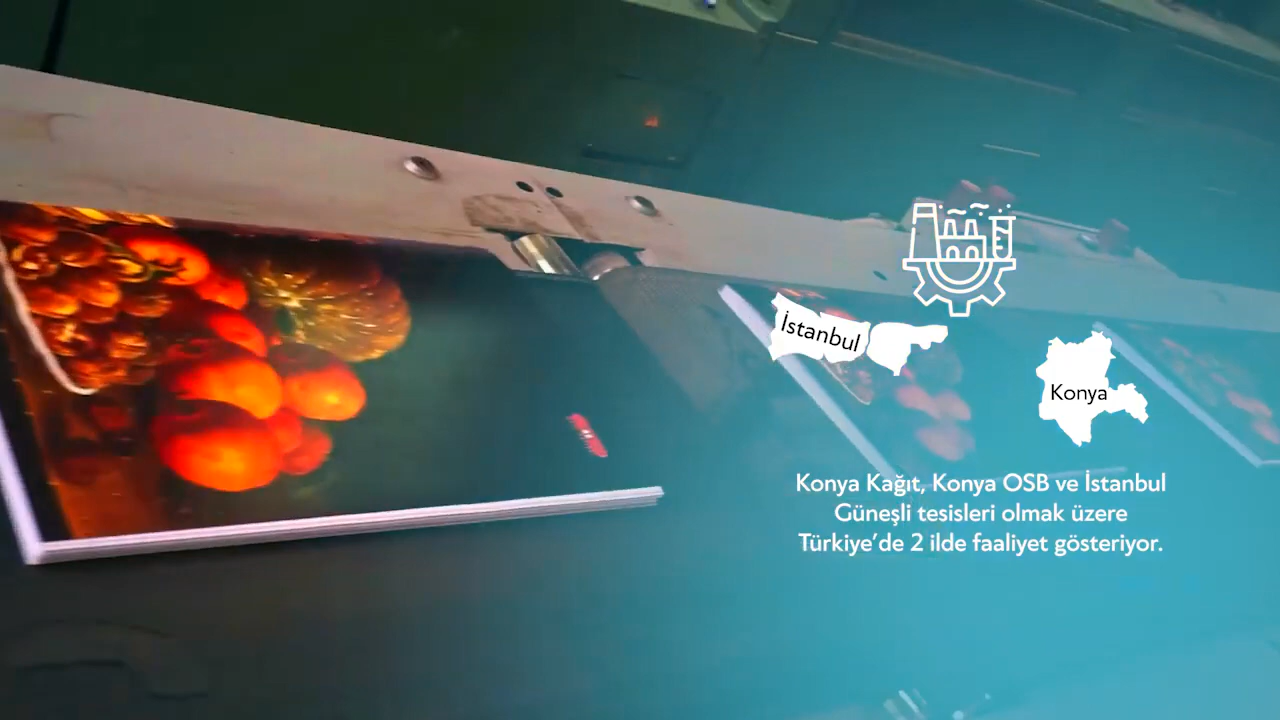 İstanbul
Konya
Konya Kağıt, Konya OSB ve İstanbul
Güneşli tesisleri olmak üzere
Türkiye'de 2 ilde faaliyet gösteriyor.